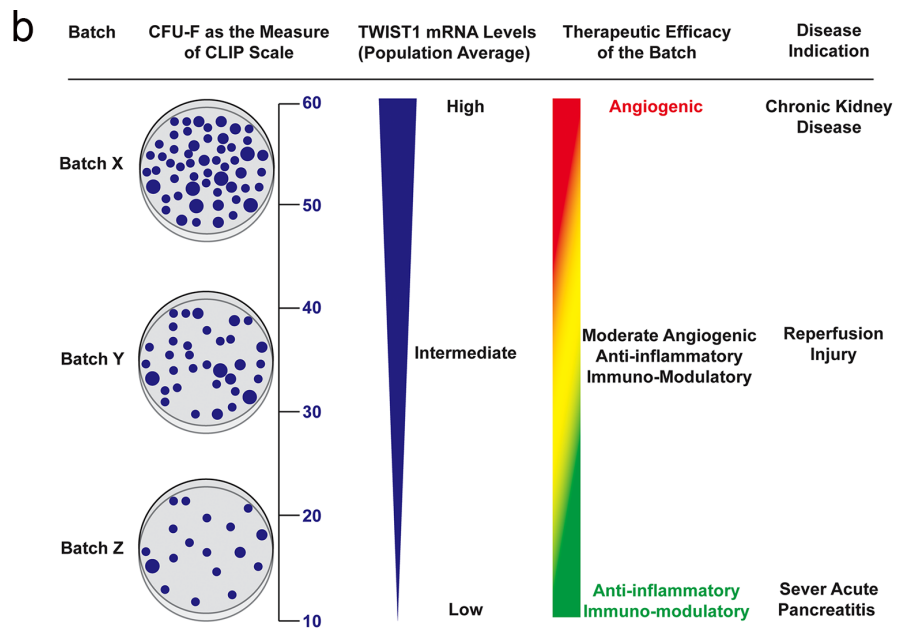 b
Batch
CFU-F as the Measure
of CLIP Scale
TWIST1 mRNA Levels
(Population Average)
Therapeutic Efficacy
of the Batch
Disease
Indication
Batch X
60
50
High
Angiogenic
Chronic Kidney
Disease
Batch Y
40
30
Intermediate
Moderate Angiogenic
Anti-inflammatory
Immuno-Modulatory
Reperfusion
Injury
Batch Z
20
10
Low
Anti-inflammatory
Immuno-modulatory
Sever Acute
Pancreatitis